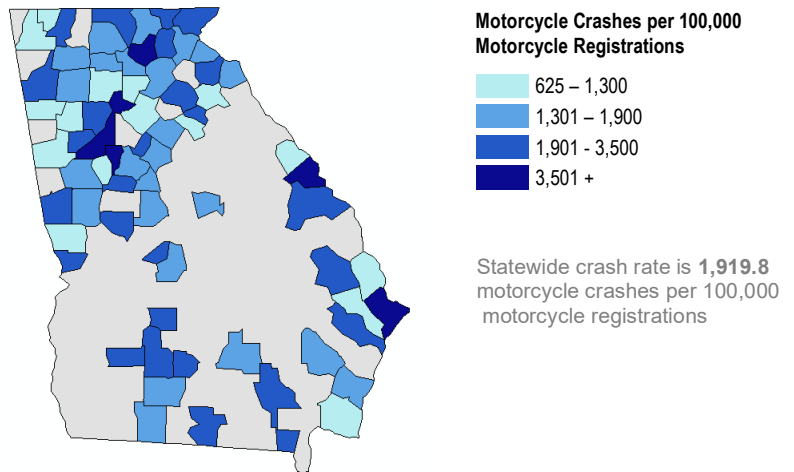 Motorcycle Crashes per 100,000
Motorcycle Registrations
625 – 1,300
1,301 – 1,900
1,901 - 3,500
3,501 +
Statewide crash rate is 1,919.8
motorcycle crashes per 100,000
motorcycle registrations